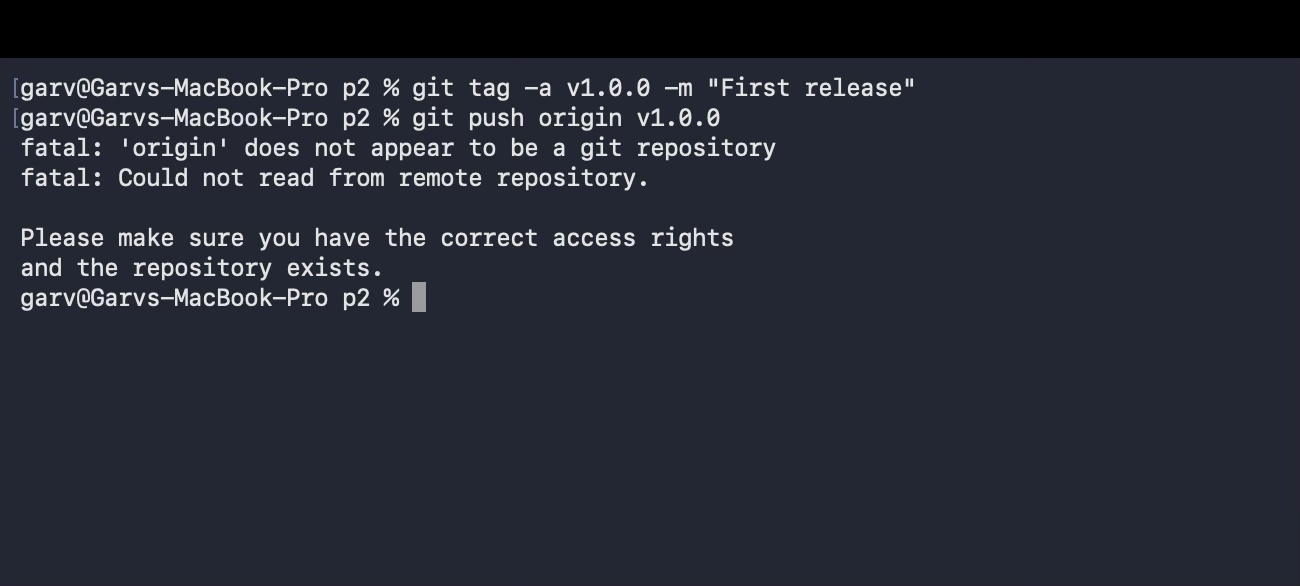 [garv@Garvs-MacBook-Pro p2 % git tag -a v1.0.0 -m "First release"
[garv@Garvs-MacBook-Pro p2 % git push origin v1.0.0
fatal: 'origin' does not appear to be a git repository
fatal: Could not read from remote repository.
Please make sure you have the correct access rights
and the repository exists.
garv@Garvs-MacBook-Pro p2 %